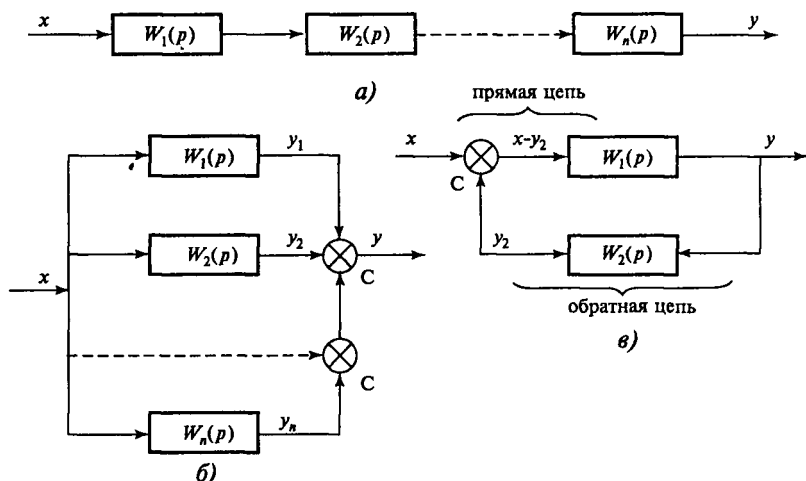 x W₁(p) W₂(p) Wₙ(p) y
а)
прямая цепь
x x-y₂ W₁(p) y
С
y₂ W₂(p)
обратная цепь
в)
W₁(p) y₁
x W₂(p) y₂ y
С
С
Wₙ(p) yₙ
б)